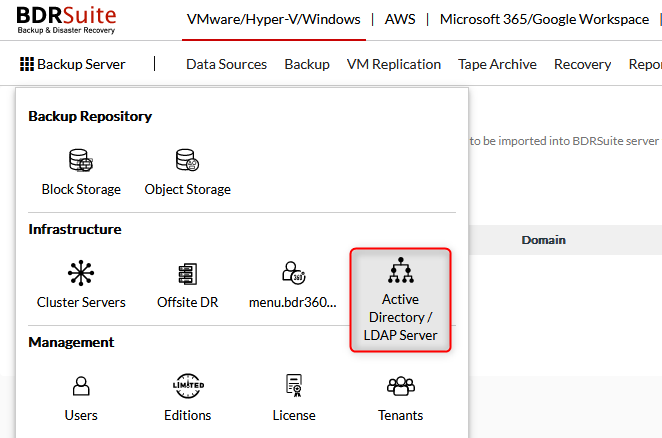 BDRSuite
Backup & Disaster Recovery
VMware/Hyper-V/Windows | AWS | Microsoft 365/Google Workspace |
Backup Server | Data Sources Backup VM Replication Tape Archive Recovery Repor
Backup Repository
to be imported into BDRSuite server
Block Storage Object Storage
Infrastructure
Domain
Cluster Servers Offsite DR menu.bdr360... Active
Directory /
LDAP Server
360
Management
LIMITED
Users Editions License Tenants